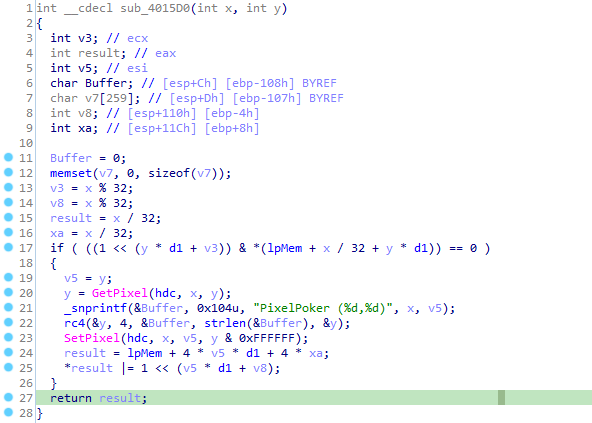 1 int __cdecl sub_4015D0(int x, int y)
2 {
3 int v3; // ecx
4 int result; // eax
5 int v5; // esi
6 char Buffer; // [esp+Ch] [ebp-108h] BYREF
7 char v7[259]; // [esp+Dh] [ebp-107h] BYREF
8 int v8; // [esp+110h] [ebp-4h]
9 int xa; // [esp+11Ch] [ebp+8h]
10
11 Buffer = 0;
12 memset(v7, 0, sizeof(v7));
13 v3 = x % 32;
14 v8 = x % 32;
15 result = x / 32;
16 xa = x / 32;
17 if ( ((1 << (y * d1 + v3)) & *(lpMem + x / 32 + y * d1)) == 0 )
18 {
19 v5 = y;
20 y = GetPixel(hdc, x, y);
21 _snprintf(&Buffer, 0x104u, "PixelPoker (%d,%d)", x, v5);
22 rc4(&y, 4, &Buffer, strlen(&Buffer), &y);
23 SetPixel(hdc, x, v5, y & 0xFFFFFF);
24 result = lpMem + 4 * v5 * d1 + 4 * xa;
25 *result |= 1 << (v5 * d1 + v8);
26 }
27 return result;
28 }